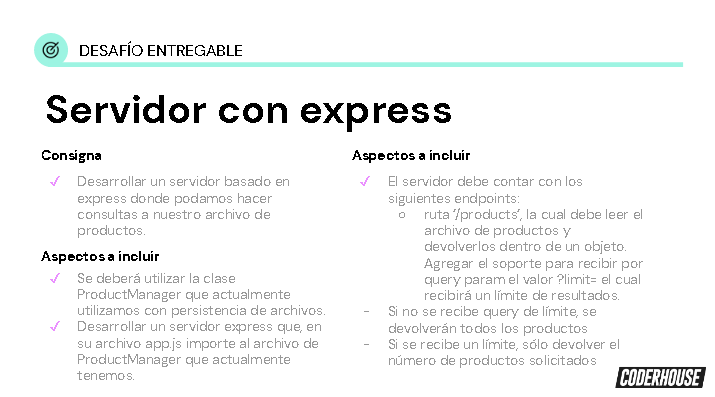 DESAFÍO ENTREGABLE
Servidor con express
Consigna
✓ Desarrollar un servidor basado en
express donde podamos hacer
consultas a nuestro archivo de
productos.
Aspectos a incluir
✓ Se deberá utilizar la clase
ProductManager que actualmente
utilizamos con persistencia de archivos.
✓ Desarrollar un servidor express que, en
su archivo app.js importe al archivo de
ProductManager que actualmente
tenemos.
Aspectos a incluir
✓ El servidor debe contar con los
siguientes endpoints:
○ ruta ‘/products’, la cual debe leer el
archivo de productos y
devolverlos dentro de un objeto.
Agregar el soporte para recibir por
query param el valor ?limit= el cual
recibirá un límite de resultados.
- Si no se recibe query de límite, se
devolverán todos los productos
- Si se recibe un límite, sólo devolver el
número de productos solicitados
CODERHOUSE